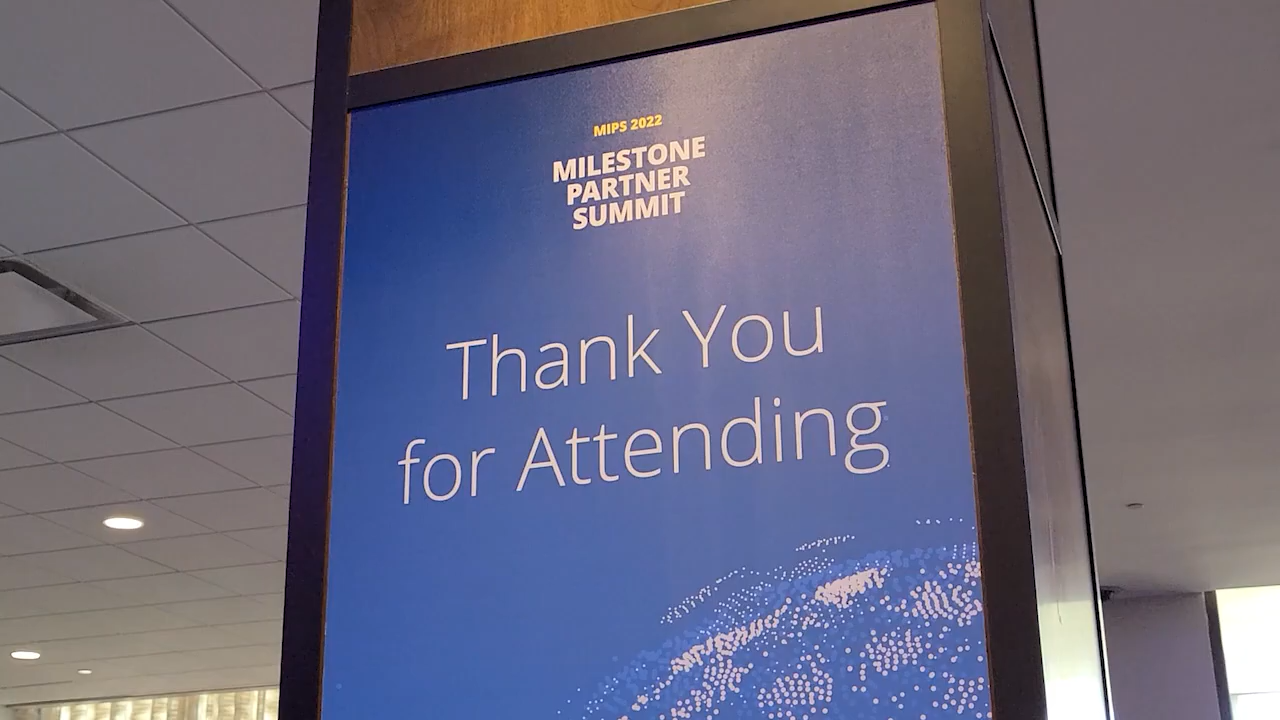 MIPS 2022
MILESTONE
PARTNER
SUMMIT
Thank You
for Attending